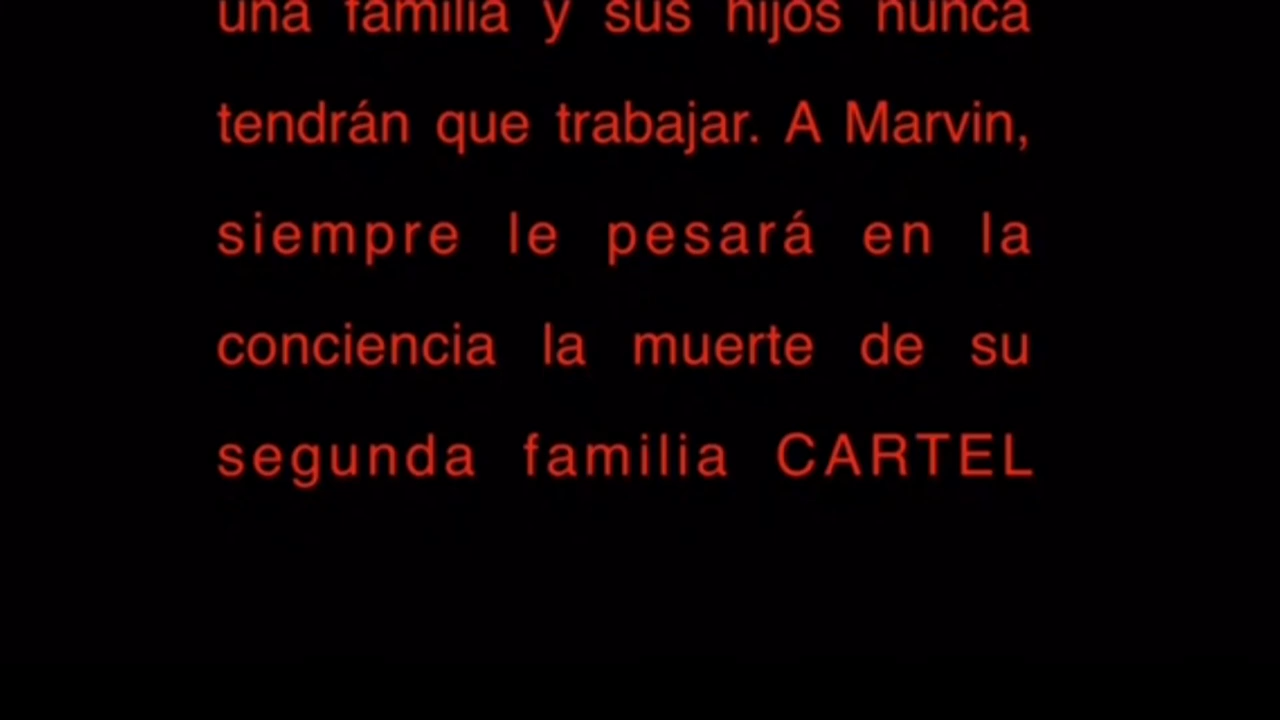 una familia y sus hijos nunca
tendrán que trabajar. A Marvin,
siempre le pesará en la
conciencia la muerte de su
segunda familia CARTEL